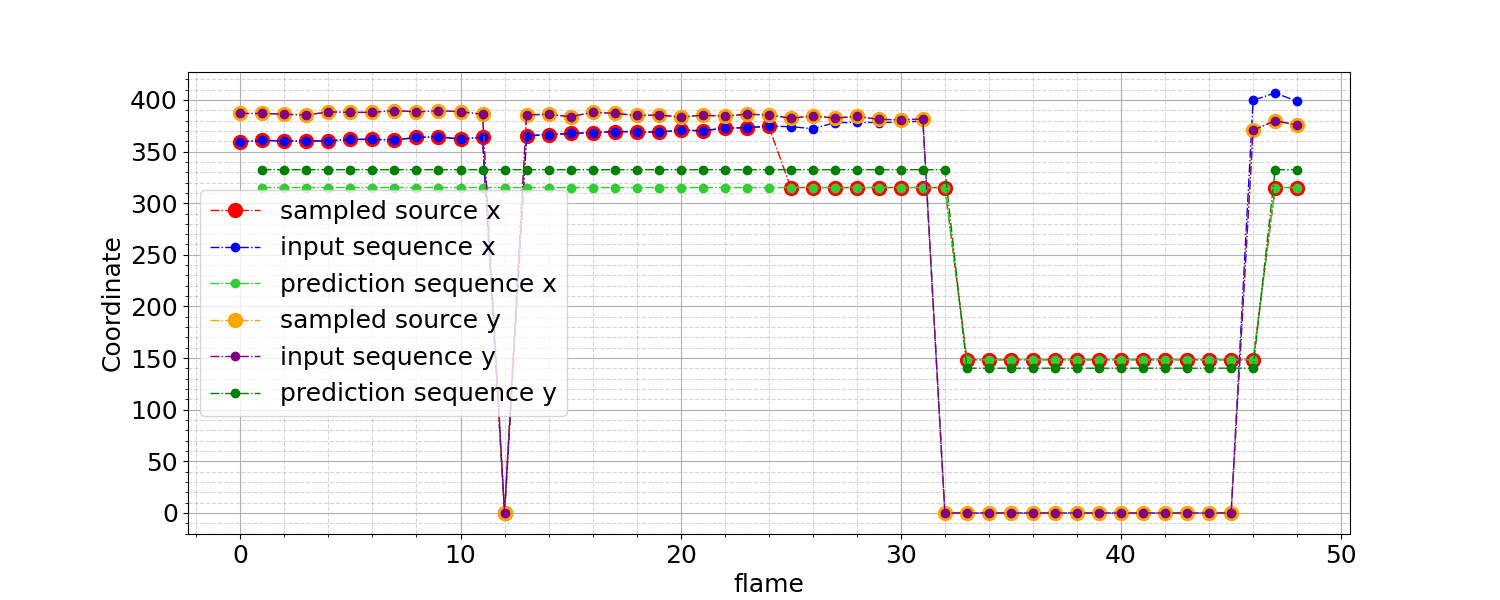 400
350
300
250
200
150
100
50
0
Coordinate
sampled source x
input sequence x
prediction sequence x
sampled source y
input sequence y
prediction sequence y
0 10 20 30 40 50
flame